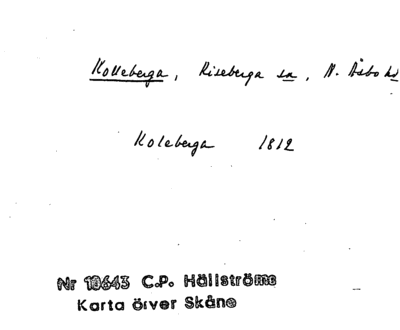 Kolleberga, Riseberga sn, N. Åsbo hd
Koleberga 1812
Nr 10643 C.P. Hällströms
Karta över Skåne